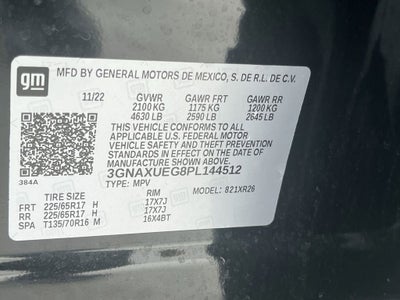 gm
MFD BY GENERAL MOTORS DE MEXICO, S. DE R.L. DE C.V.
11/22 GVWR GAWR FRT GAWR RR
2100 KG 1175 KG 1200 KG
4630 LB 2590 LB 2645 LB
THIS VEHICLE CONFORMS TO ALL APPLICABLE U.S.
FEDERAL MOTOR VEHICLE SAFETY, BUMPER, AND
THEFT PREVENTION STANDARDS IN EFFECT ON THE
DATE OF MANUFACTURE SHOWN ABOVE.
3GNAXUEG8PL144512
384A TYPE: MPV MODEL: 821XR26
TIRE SIZE RIM
FRT 225/65R17 H 17X7J
RR 225/65R17 H 17X7J
SPA T135/70R16 M 16X4BT